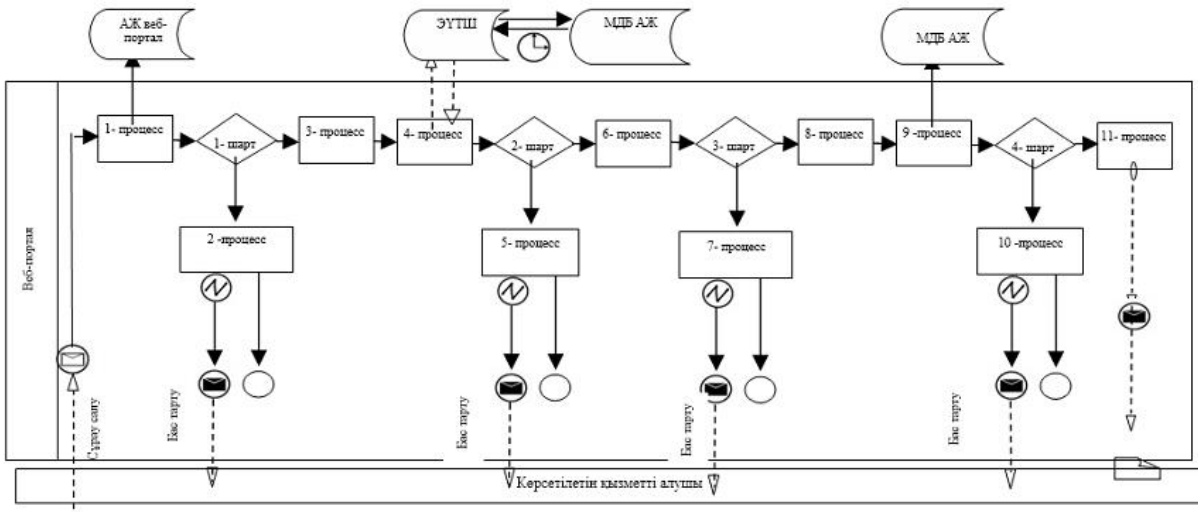 АЖ веб-
портал
ЭҮТШ
МДБ АЖ
МДБ АЖ
1- процесс
1- шарт
3- процесс
4- процесс
2- шарт
6- процесс
3- шарт
8- процесс
9 -процесс
4- шарт
11- процесс
2 -процесс
5- процесс
7- процесс
10 -процесс
Веб-портал
Сұрау салу
Бас тарту
Бас тарту
Бас тарту
Бас тарту
Көрсетілетін қызметті алушы